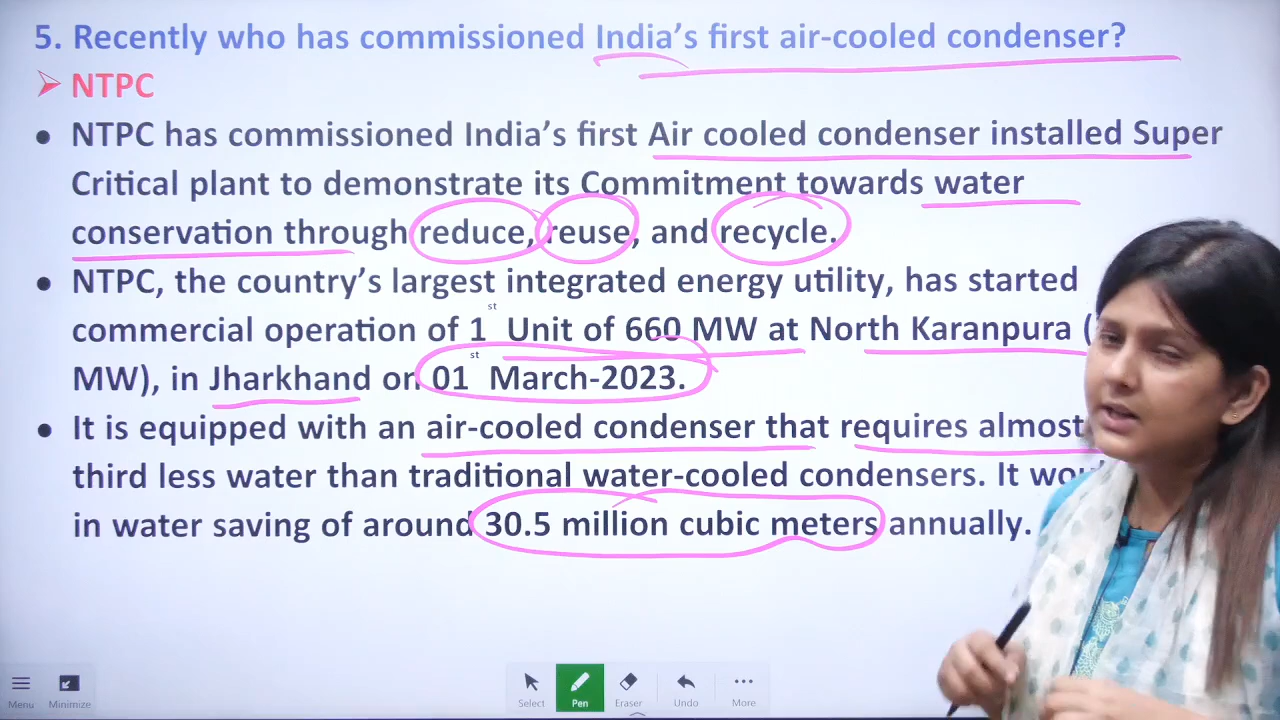 5. Recently who has commissioned India's first air-cooled condenser?
➢ NTPC
• NTPC has commissioned India's first Air cooled condenser installed Super
Critical plant to demonstrate its Commitment towards water
conservation through reduce, reuse, and recycle.
• NTPC, the country's largest integrated energy utility, has started
commercial operation of 1st Unit of 660 MW at North Karanpura (
MW), in Jharkhand on 01st March-2023.
• It is equipped with an air-cooled condenser that requires almost
third less water than traditional water-cooled condensers. It
in water saving of around 30.5 million cubic meters annually.
Menu Minimize Select Pen Eraser Undo More